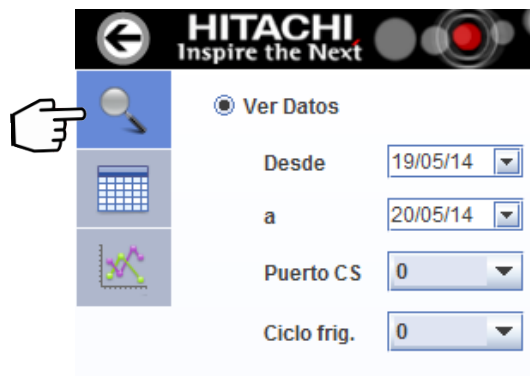 HITACHI
Inspire the Next
Ver Datos
Desde 19/05/14
a 20/05/14
Puerto CS 0
Ciclo frig. 0